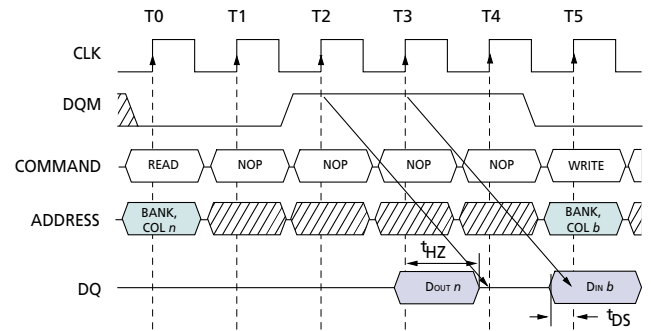 T0 T1 T2 T3 T4 T5
CLK
DQM
COMMAND READ NOP NOP NOP NOP WRITE
ADDRESS BANK, COL n BANK, COL b
tHZ
DQ DOUT n DIN b
tDS